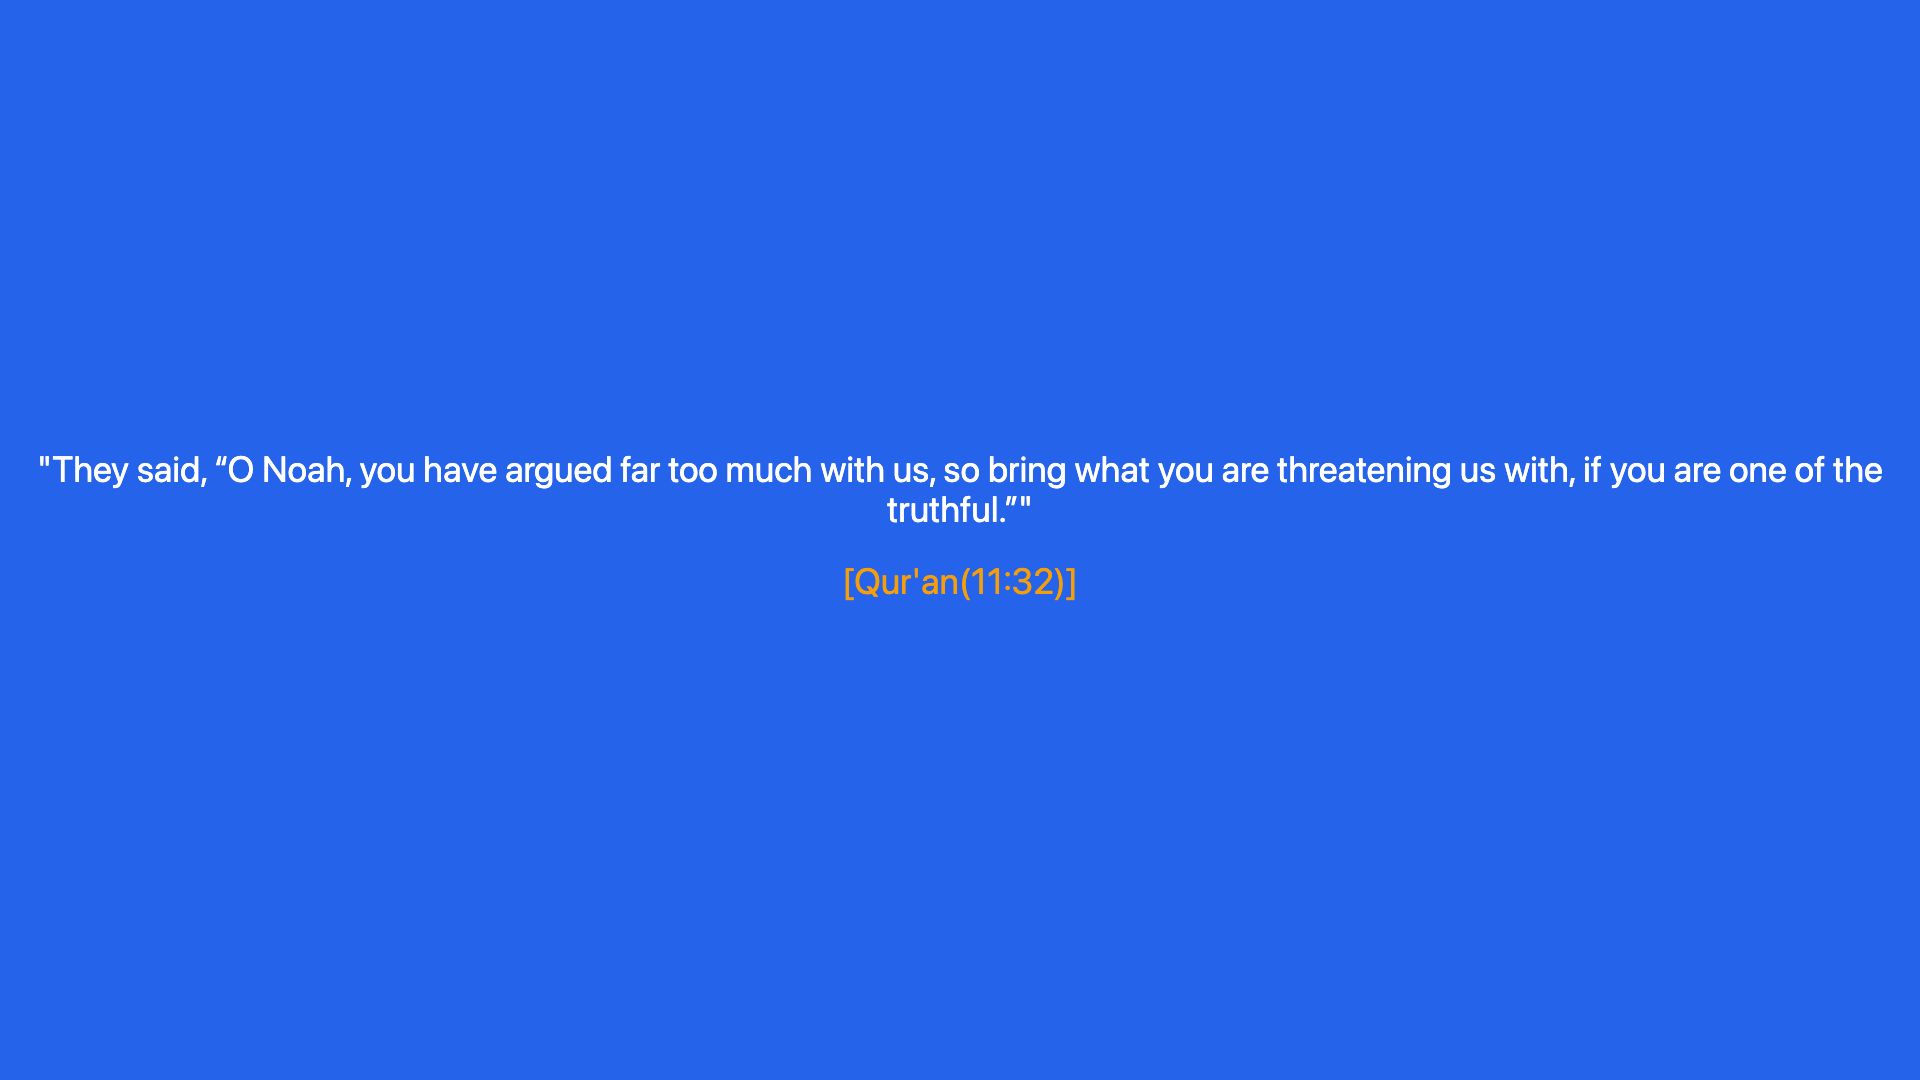 "They said, “O Noah, you have argued far too much with us, so bring what you are threatening us with, if you are one of the
truthful.”"
[Qur'an(11:32)]